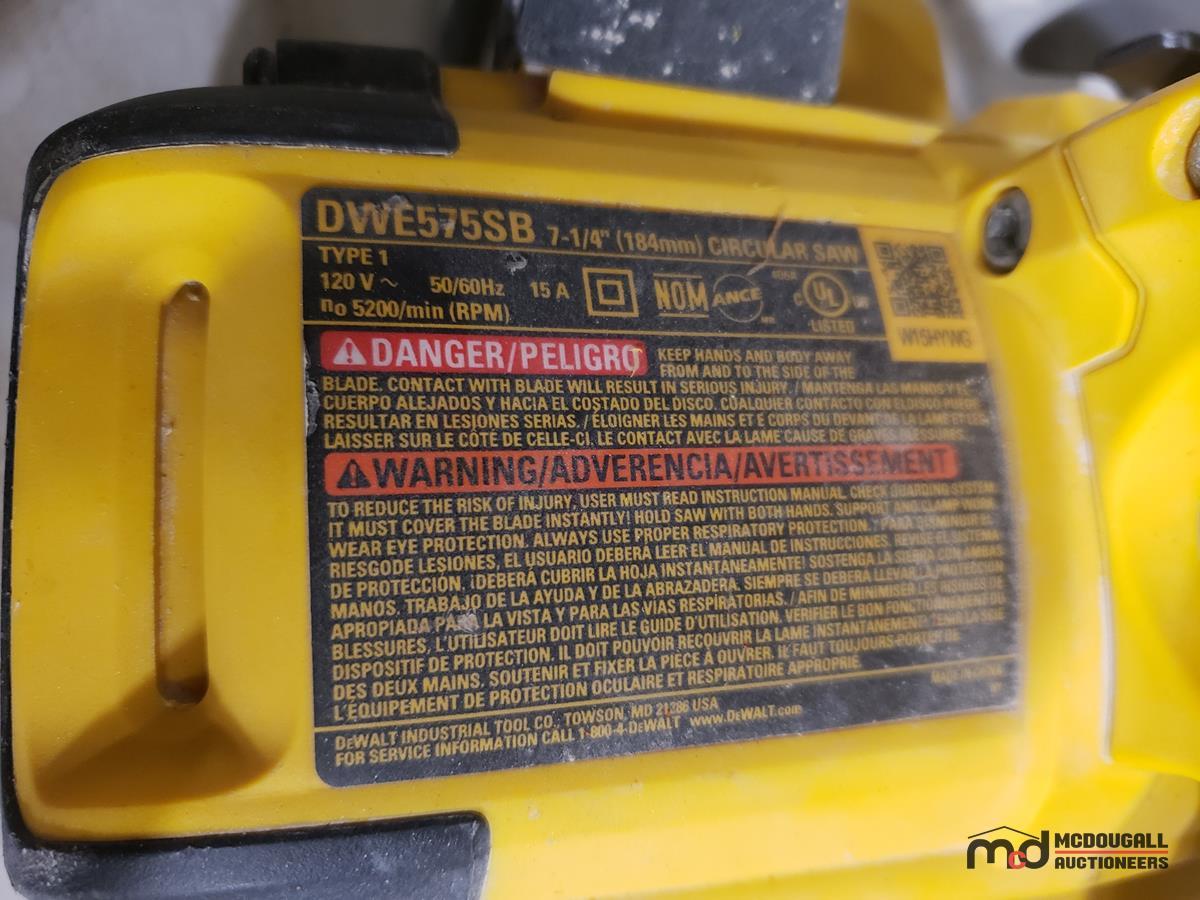 DWE575SB 7-1/4" (184mm) CIRCULAR SAW
TYPE 1
120 V ~ 50/60Hz 15 A
no 5200/min (RPM)
NOM
ANCE
UL
C
LISTED
W15HYWG
DANGER/PELIGRO KEEP HANDS AND BODY AWAY
FROM AND TO THE SIDE OF THE
BLADE. CONTACT WITH BLADE WILL RESULT IN SERIOUS INJURY. / MANTENGA LAS MANOS Y
CUERPO ALEJADOS Y HACIA EL COSTADO DEL DISCO. CUALQUIER CONTACTO CON EL DISCO PUEDE
RESULTAR EN LESIONES SERIAS. / ÉLOIGNER LES MAINS ET E CORPS DU DEVANT DE LA LAME ET
LAISSER SUR LE CÔTÉ DE CELLE-CI. LE CONTACT AVEC LA LAME CAUSE DE GRAVES
WARNING/ADVERENCIA/AVERTISSEMENT
TO REDUCE THE RISK OF INJURY, USER MUST READ INSTRUCTION MANUAL. CHECK GUARDING SYSTEM
IT MUST COVER THE BLADE INSTANTLY! HOLD SAW WITH BOTH HANDS. SUPPORT AND CLAMP WORK.
WEAR EYE PROTECTION. ALWAYS USE PROPER RESPIRATORY PROTECTION. / PARA DISMINUIR EL
RIESGODE LESIONES, EL USUARIO DEBERÁ LEER EL MANUAL DE INSTRUCCIONES. REVISE EL SISTEMA
DE PROTECCIÓN, ¡DEBERÁ CUBRIR LA HOJA INSTANTÁNEAMENTE! SOSTENGA LA SIERRA CON AMBAS
MANOS. TRABAJO DE LA AYUDA Y DE LA ABRAZADERA. SIEMPRE SE DEBERÁ LLEVAR LA PROTECCIÓN
APROPIADA PARA LA VISTA Y PARA LAS VÍAS RESPIRATORIAS. / AFIN DE MINIMISER LES RISQUES DE
BLESSURES, L'UTILISATEUR DOIT LIRE LE GUIDE D'UTILISATION. VÉRIFIER LE BON FONCTIONNEMENT
DISPOSITIF DE PROTECTION. IL DOIT POUVOIR RECOUVRIR LA LAME INSTANTANÉMENT! TENIR LA SCIE
DES DEUX MAINS. SOUTENIR ET FIXER LA PIÈCE À OUVRER. IL FAUT TOUJOURS PORTER DE
L'ÉQUIPEMENT DE PROTECTION OCULAIRE ET RESPIRATOIRE APPROPRIÉ.
MADE IN
DEWALT INDUSTRIAL TOOL CO., TOWSON, MD 21286 USA
FOR SERVICE INFORMATION CALL 1-800-4-DEWALT www.DEWALT.com
mcd MCDOUGALL
AUCTIONEERS